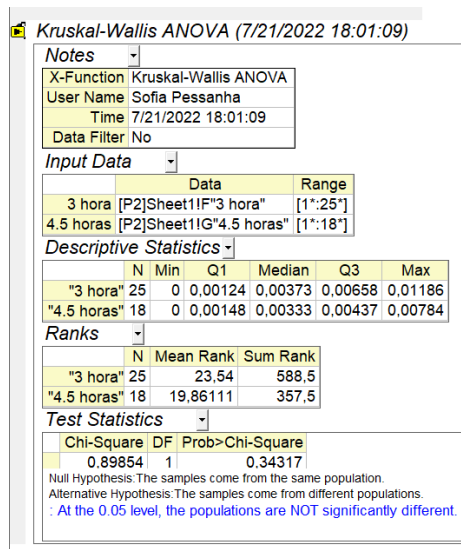 Kruskal-Wallis ANOVA (7/21/2022 18:01:09)
Notes
X-Function Kruskal-Wallis ANOVA
User Name Sofia Pessanha
Time 7/21/2022 18:01:09
Data Filter No
Input Data
Data Range
3 hora [P2]Sheet1!F"3 hora" [1*:25*]
4.5 horas [P2]Sheet1!G"4.5 horas" [1*:18*]
Descriptive Statistics
N Min Q1 Median Q3 Max
"3 hora" 25 0 0,00124 0,00373 0,00658 0,01186
"4.5 horas" 18 0 0,00148 0,00333 0,00437 0,00784
Ranks
N Mean Rank Sum Rank
"3 hora" 25 23,54 588,5
"4.5 horas" 18 19,86111 357,5
Test Statistics
Chi-Square DF Prob>Chi-Square
0,89854 1 0,34317
Null Hypothesis:The samples come from the same population.
Alternative Hypothesis:The samples come from different populations.
: At the 0.05 level, the populations are NOT significantly different.